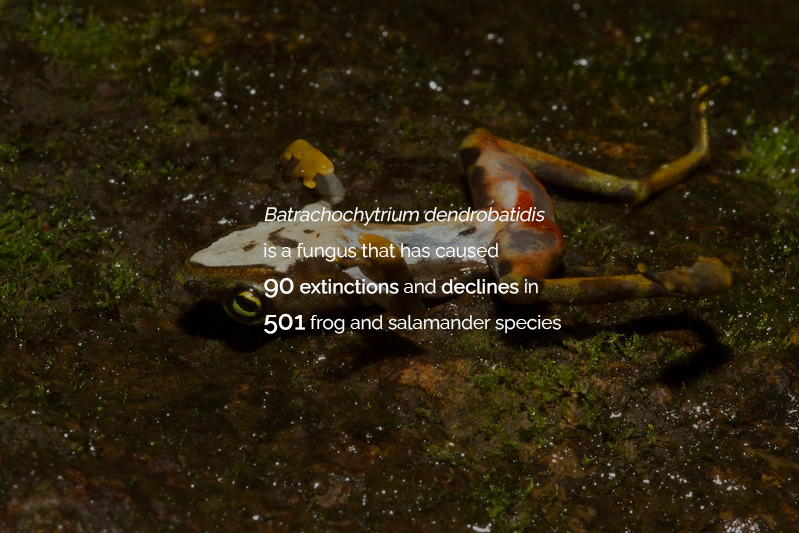 Batrachochytrium dendrobatidis
is a fungus that has caused
90 extinctions and declines in
501 frog and salamander species